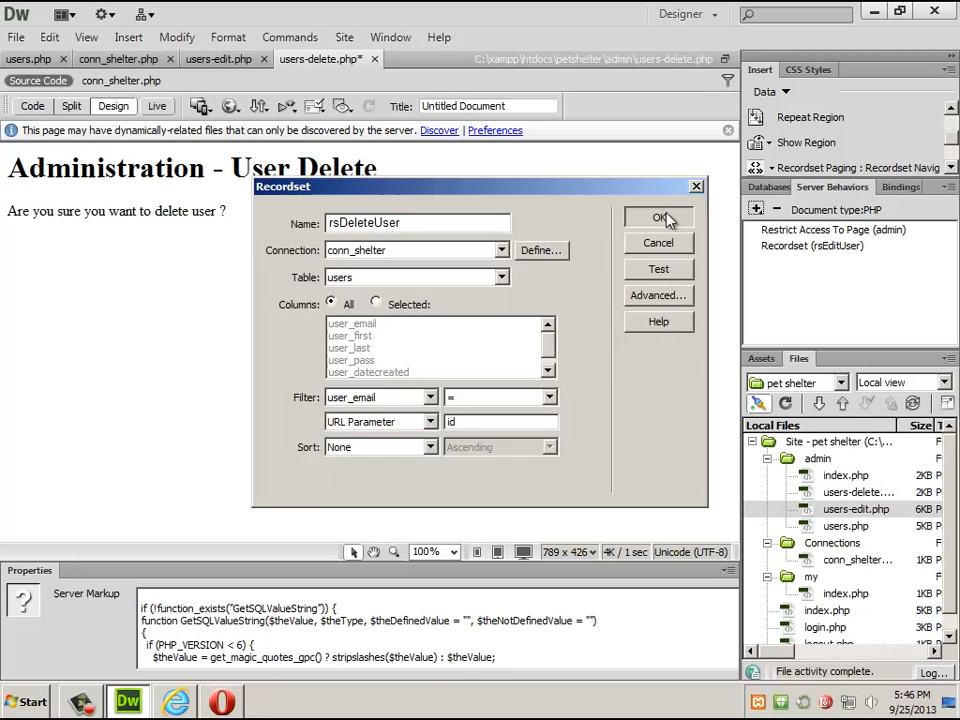 Dw
Designer
File Edit View Insert Modify Format Commands Site Window Help
users.php conn_shelter.php users-edit.php users-delete.php*
C:\xampp\htdocs\petshelter\admin\users-delete.php
Source Code conn_shelter.php
Code Split Design Live Title: Untitled Document
This page may have dynamically-related files that can only be discovered by the server. Discover | Preferences
Administration - User Delete
Are you sure you want to delete user ?
Recordset
Name: rsDeleteUser
Connection: conn_shelter Define...
Table: users
Columns: All Selected:
user_email
user_first
user_last
user_pass
user_datecreated
Filter: user_email =
URL Parameter id
Sort: None Ascending
OK
Cancel
Test
Advanced...
Help
Insert CSS Styles
Data
Repeat Region
Show Region
Recordset Paging : Recordset Navig
Databases Server Behaviors Bindings
Document type:PHP
Restrict Access To Page (admin)
Recordset (rsEditUser)
Assets Files
pet shelter Local view
Local Files Size T
Site - pet shelter (C:\... F
admin F
index.php 2KB P
users-delete.... 2KB P
users-edit.php 6KB P
users.php 5KB P
Connections F
conn_shelter... 1KB P
my F
index.php 1KB P
index.php 2KB P
login.php 3KB P
logout.php 2KB P
File activity complete. Log...
100% 789 x 426 4K / 1 sec Unicode (UTF-8)
Properties
Server Markup
if (!function_exists("GetSQLValueString")) {
function GetSQLValueString($theValue, $theType, $theDefinedValue = "", $theNotDefinedValue = "")
{
if (PHP_VERSION < 6) {
$theValue = get_magic_quotes_gpc() ? stripslashes($theValue) : $theValue;
Start
Dw
5:46 PM
9/25/2013